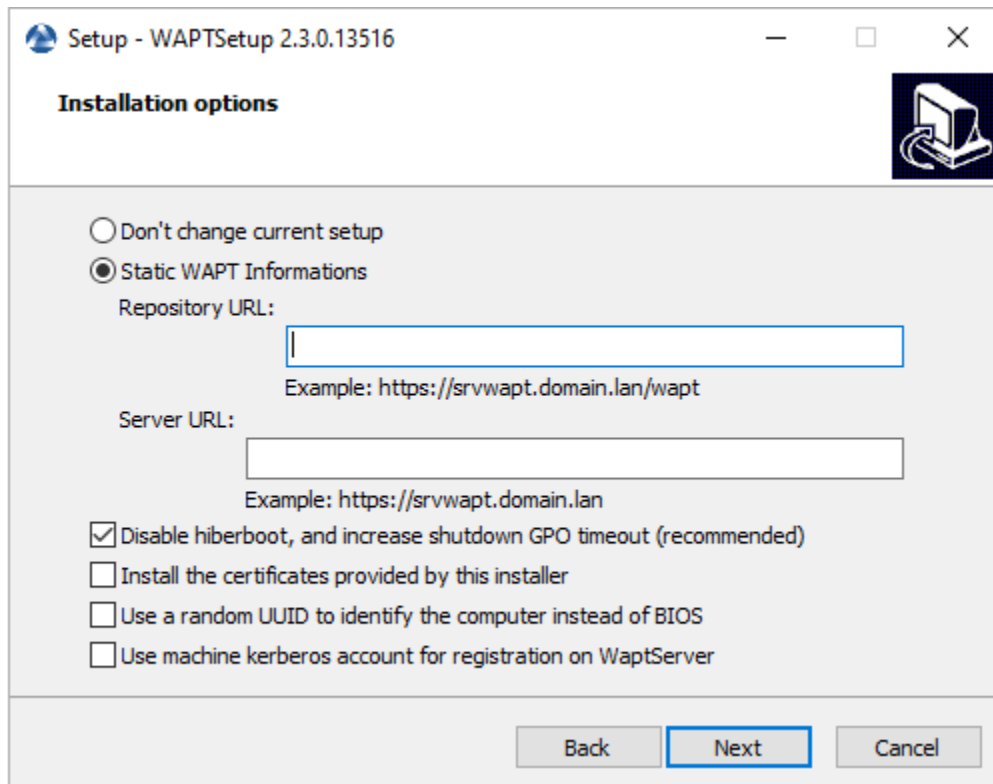 Setup - WAPTSetup 2.3.0.13516
Installation options
Don't change current setup
Static WAPT Informations
Repository URL:
Example: https://srvwapt.domain.lan/wapt
Server URL:
Example: https://srvwapt.domain.lan
Disable hiberboot, and increase shutdown GPO timeout (recommended)
Install the certificates provided by this installer
Use a random UUID to identify the computer instead of BIOS
Use machine kerberos account for registration on WaptServer
Back Next Cancel